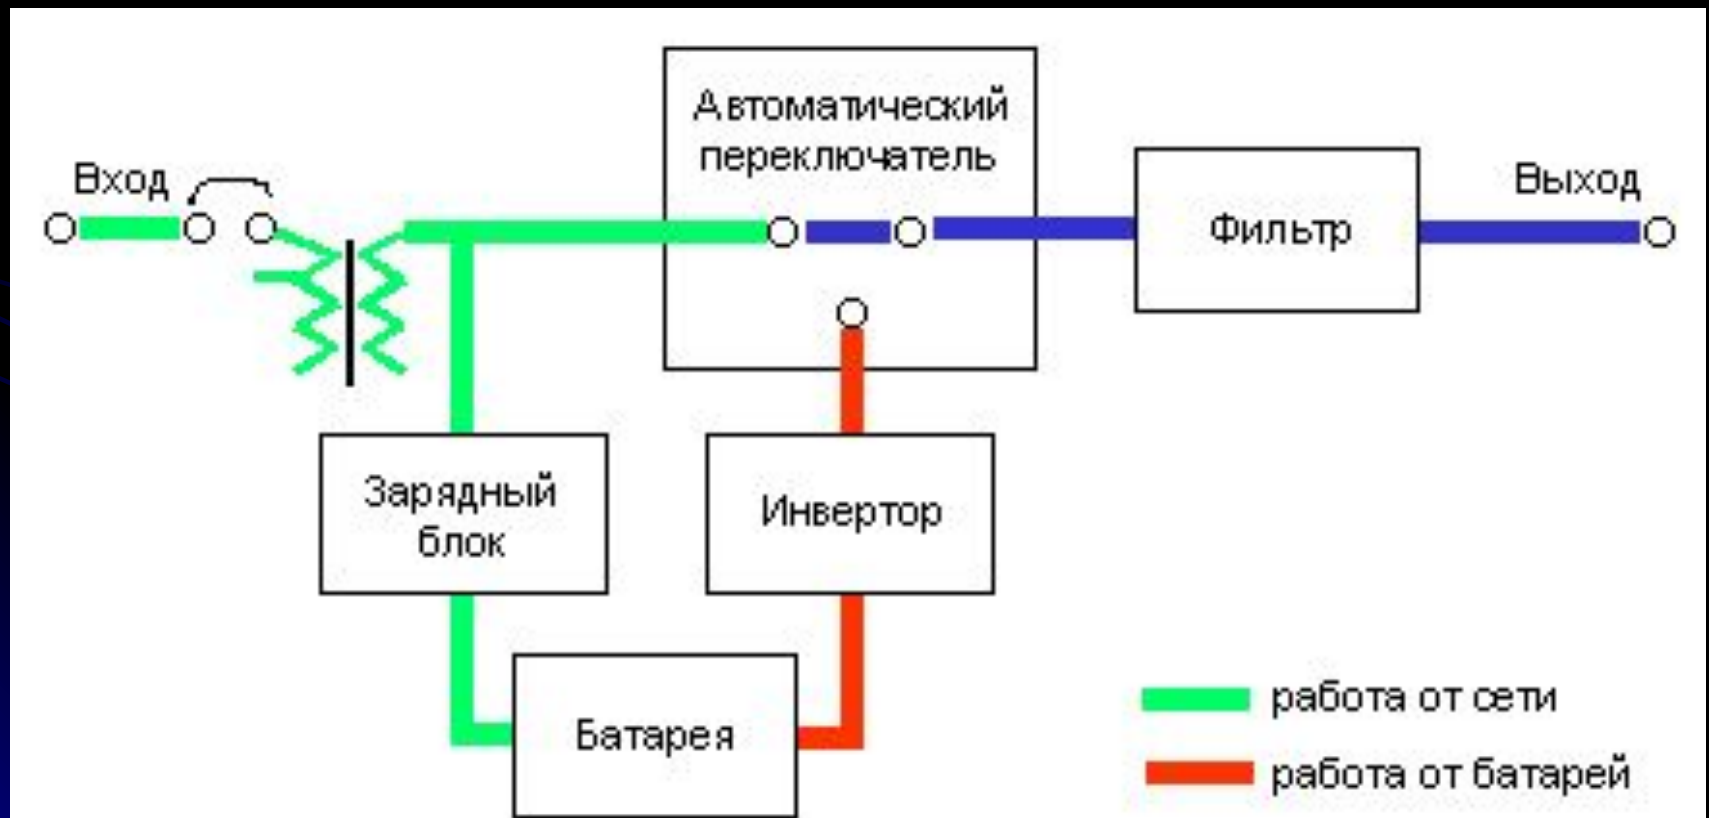 Вход
Автоматический
переключатель
Фильтр
Выход
Зарядный
блок
Инвертор
Батарея
работа от сети
работа от батарей